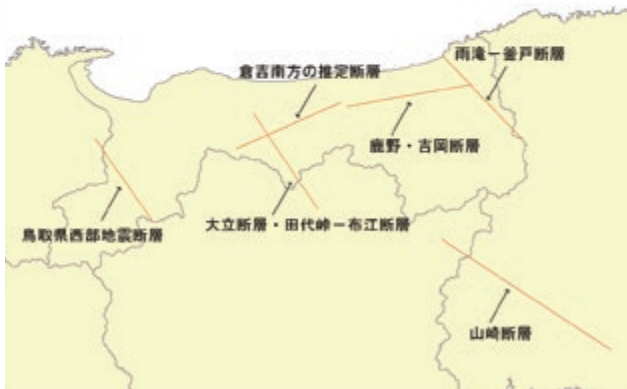 雨滝－釜戸断層
倉吉南方の推定断層
鹿野・吉岡断層
大立断層・田代峠－布江断層
鳥取県西部地震断層
山崎断層